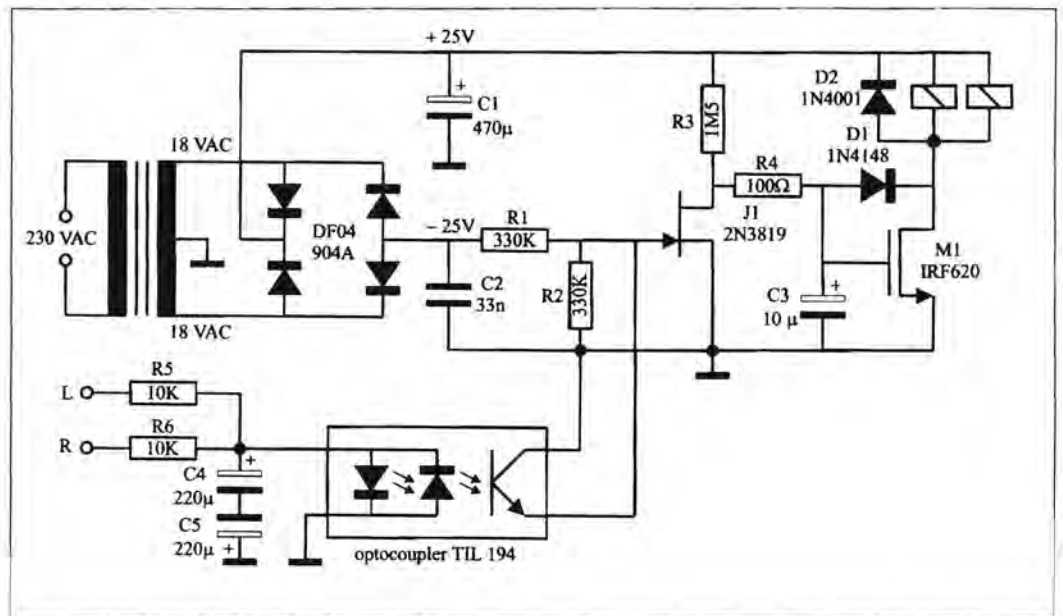 + 25V
D2
1N4001
C1
470µ
R3
1M5
D1
1N4148
18 VAC
R4
100Ω
230 VAC
DF04
904A
− 25V
R1
330K
J1
2N3819
M1
IRF620
C2
33n
R2
330K
C3
10 µ
18 VAC
L
R5
10K
R
R6
10K
C4
220µ
C5
220µ
optocoupler TIL 194
+
+
+
+